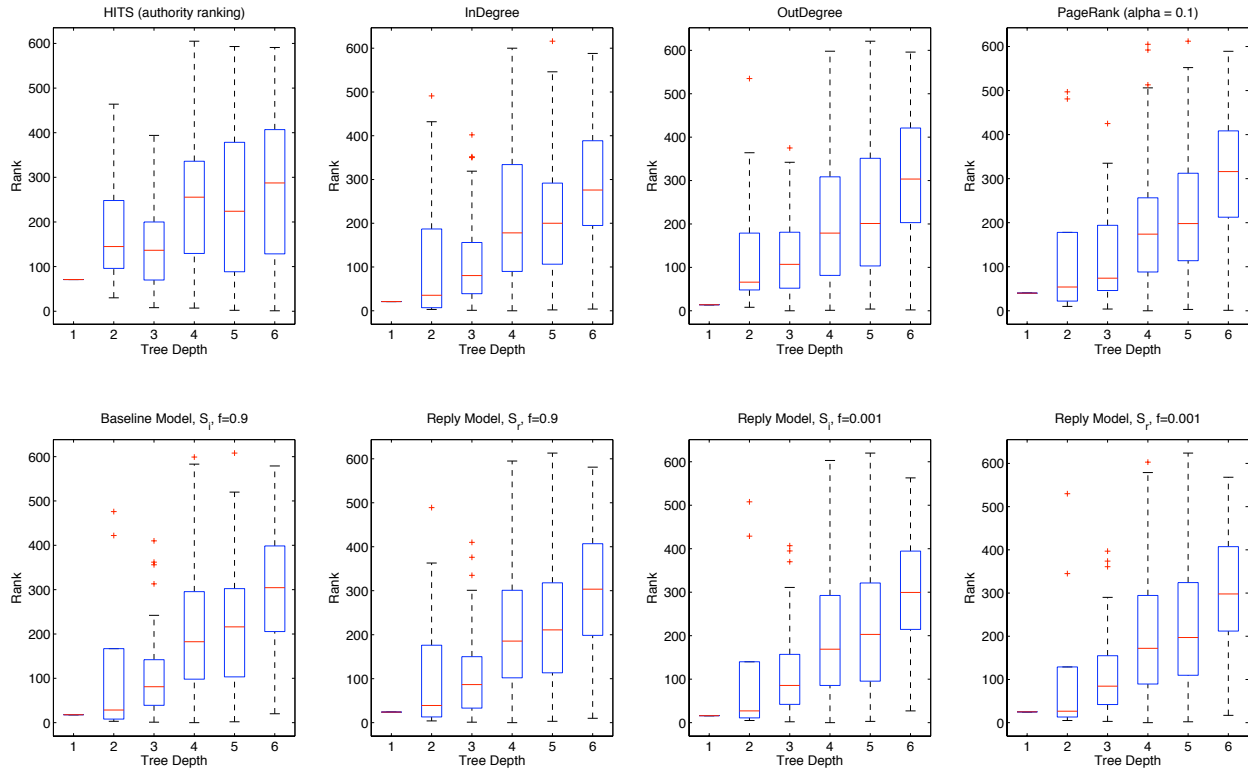 HITS (authority ranking)
InDegree
OutDegree
PageRank (alpha = 0.1)
600
500
400
300
200
100
0
Rank
1 2 3 4 5 6
Tree Depth
600
500
400
300
200
100
0
Rank
1 2 3 4 5 6
Tree Depth
600
500
400
300
200
100
0
Rank
1 2 3 4 5 6
Tree Depth
600
500
400
300
200
100
0
Rank
1 2 3 4 5 6
Tree Depth
Baseline Model, S_i, f=0.9
Reply Model, S_r, f=0.9
Reply Model, S_i, f=0.001
Reply Model, S_r, f=0.001
600
500
400
300
200
100
0
Rank
1 2 3 4 5 6
Tree Depth
600
500
400
300
200
100
0
Rank
1 2 3 4 5 6
Tree Depth
600
500
400
300
200
100
0
Rank
1 2 3 4 5 6
Tree Depth
600
500
400
300
200
100
0
Rank
1 2 3 4 5 6
Tree Depth